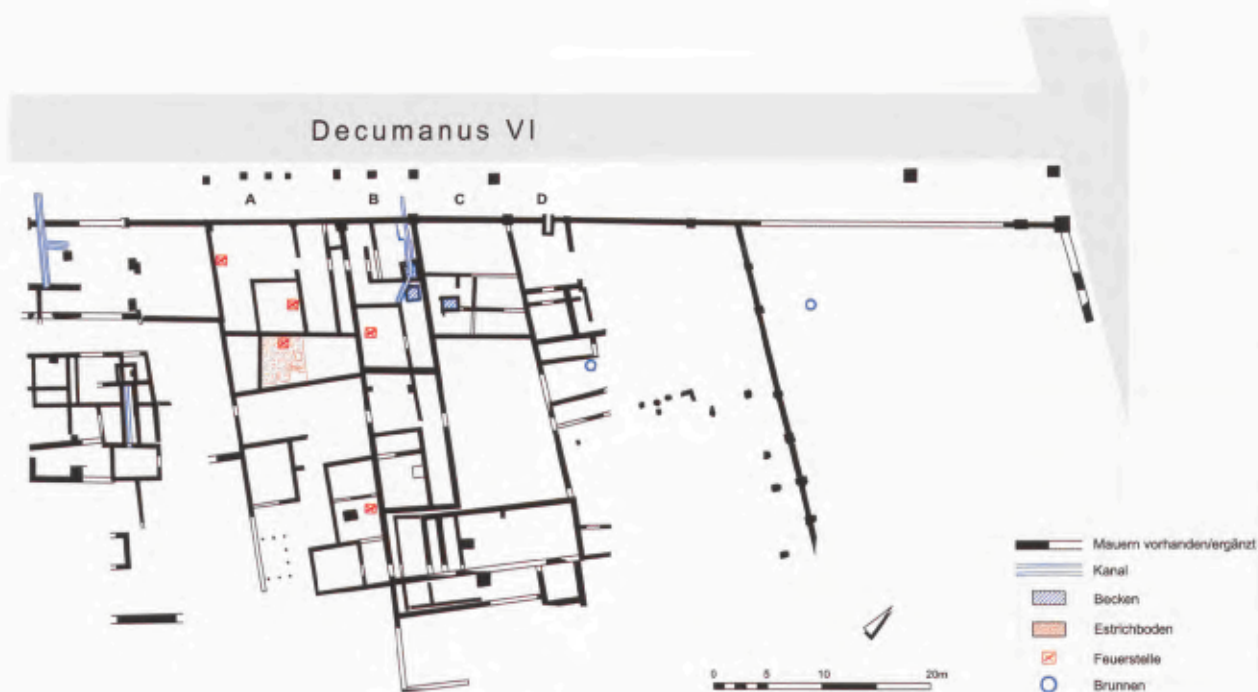 Decumanus VI
A B C D
Mauern vorhanden/ergänzt
Kanal
Becken
Estrichboden
Feuerstelle
Brunnen
0 5 10 20m